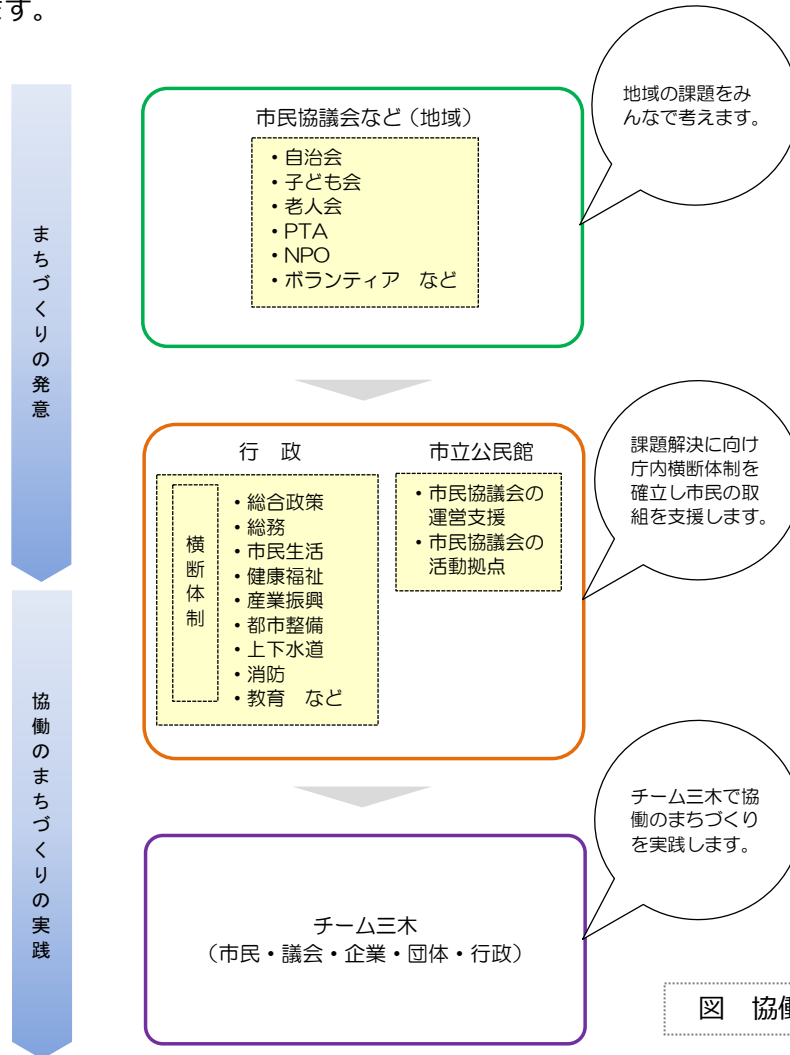 ます。
まちづくりの発意
市民協議会など（地域）
・自治会
・子ども会
・老人会
・PTA
・NPO
・ボランティア　など
地域の課題をみ
んなで考えます。
行　政
横断体制
・総合政策
・総務
・市民生活
・健康福祉
・産業振興
・都市整備
・上下水道
・消防
・教育　など
市立公民館
・市民協議会の
運営支援
・市民協議会の
活動拠点
課題解決に向け
庁内横断体制を
確立し市民の取
組を支援します。
協働のまちづくりの実践
チーム三木
（市民・議会・企業・団体・行政）
チーム三木で協
働のまちづくり
を実践します。
図　協働